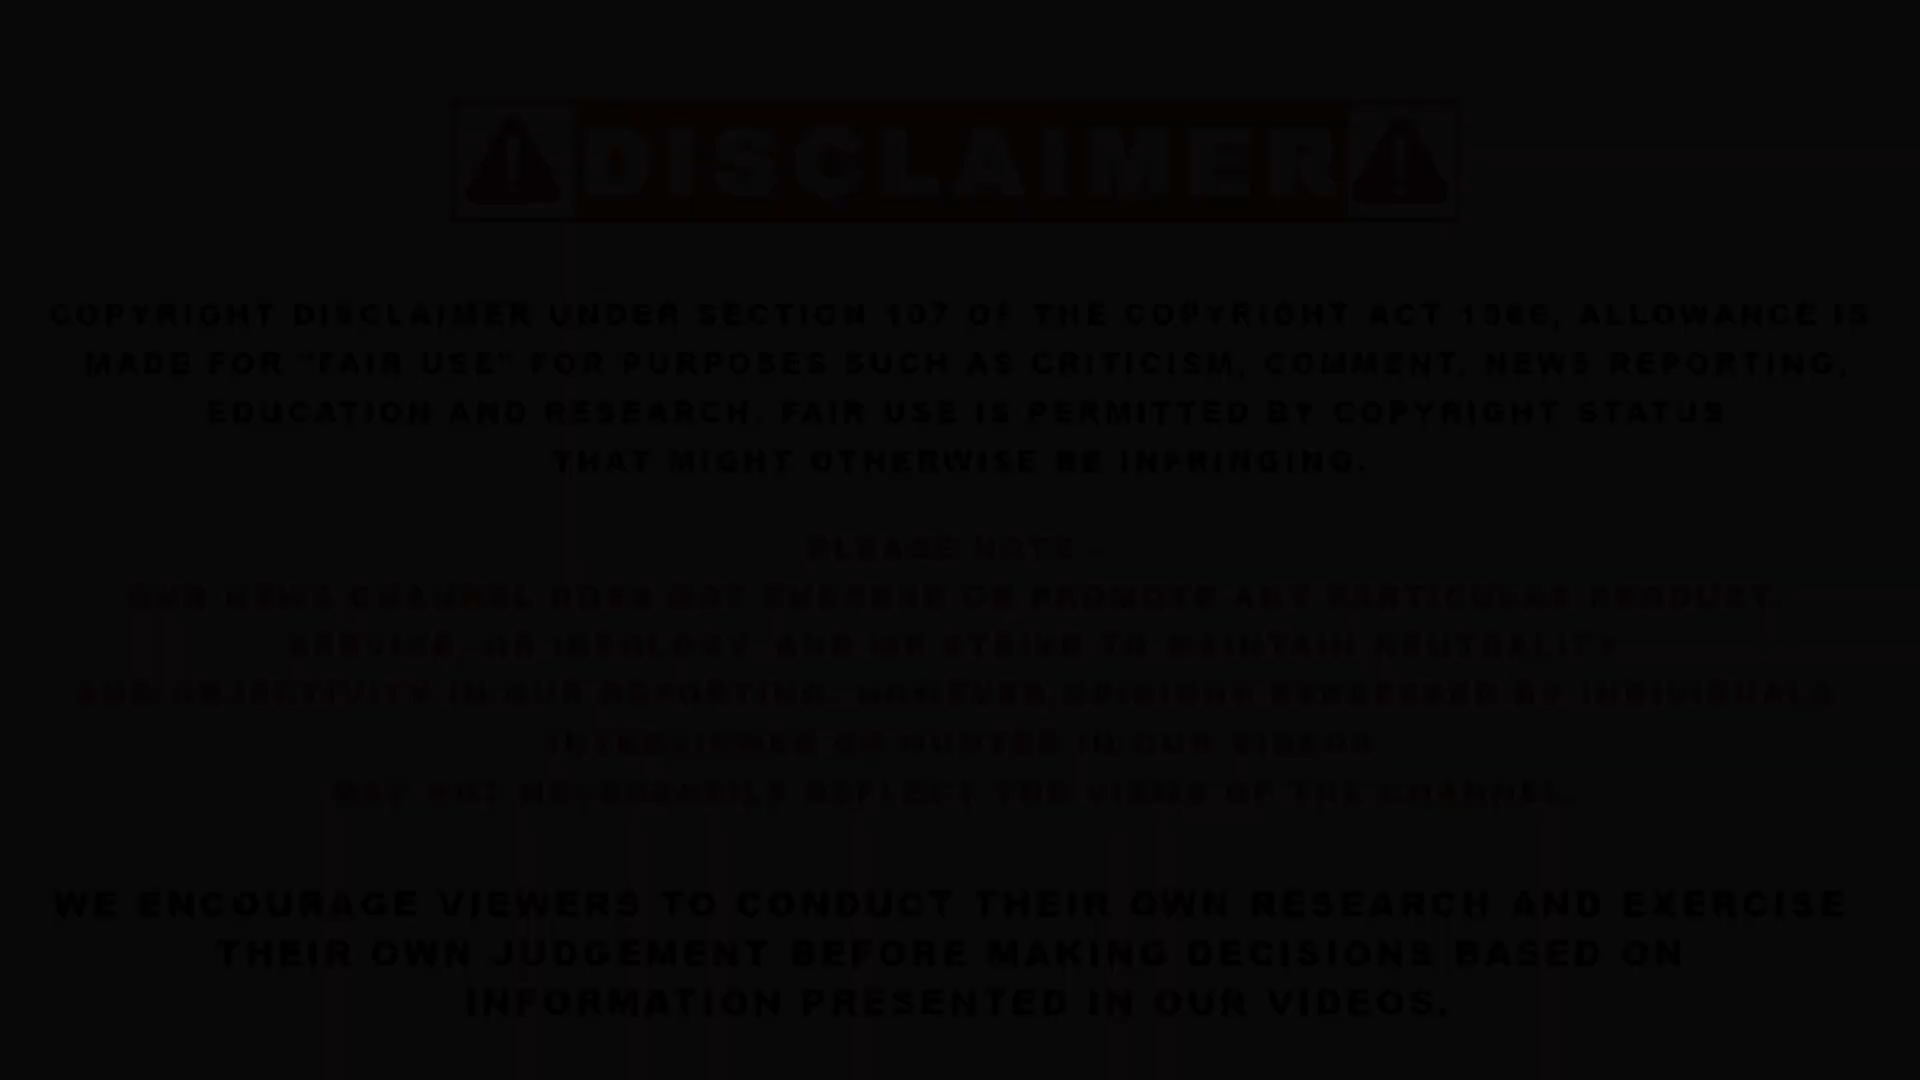 DISCLAIMER
COPYRIGHT DISCLAIMER UNDER SECTION 107 OF THE COPYRIGHT ACT 1986, ALLOWANCE IS
MADE FOR "FAIR USE" FOR PURPOSES SUCH AS CRITICISM, COMMENT, NEWS REPORTING,
EDUCATION AND RESEARCH. FAIR USE IS PERMITTED BY COPYRIGHT STATUS
THAT MIGHT OTHERWISE BE INFRINGING.
PLEASE NOTE -
OUR NEWS CHANNEL DOES NOT ENDORSE OR PROMOTE ANY PARTICULAR PRODUCT,
SERVICE, OR IDEOLOGY AND WE STRIVE TO MAINTAIN NEUTRALITY
AND OBJECTIVITY IN OUR REPORTING. HOWEVER, OPINIONS EXPRESSED BY INDIVIDUALS
INTERVIEWED OR QUOTED IN OUR VIDEOS
MAY NOT NECESSARILY REFLECT THE VIEWS OF THE CHANNEL.
WE ENCOURAGE VIEWERS TO CONDUCT THEIR OWN RESEARCH AND EXERCISE
THEIR OWN JUDGEMENT BEFORE MAKING DECISIONS BASED ON
INFORMATION PRESENTED IN OUR VIDEOS.